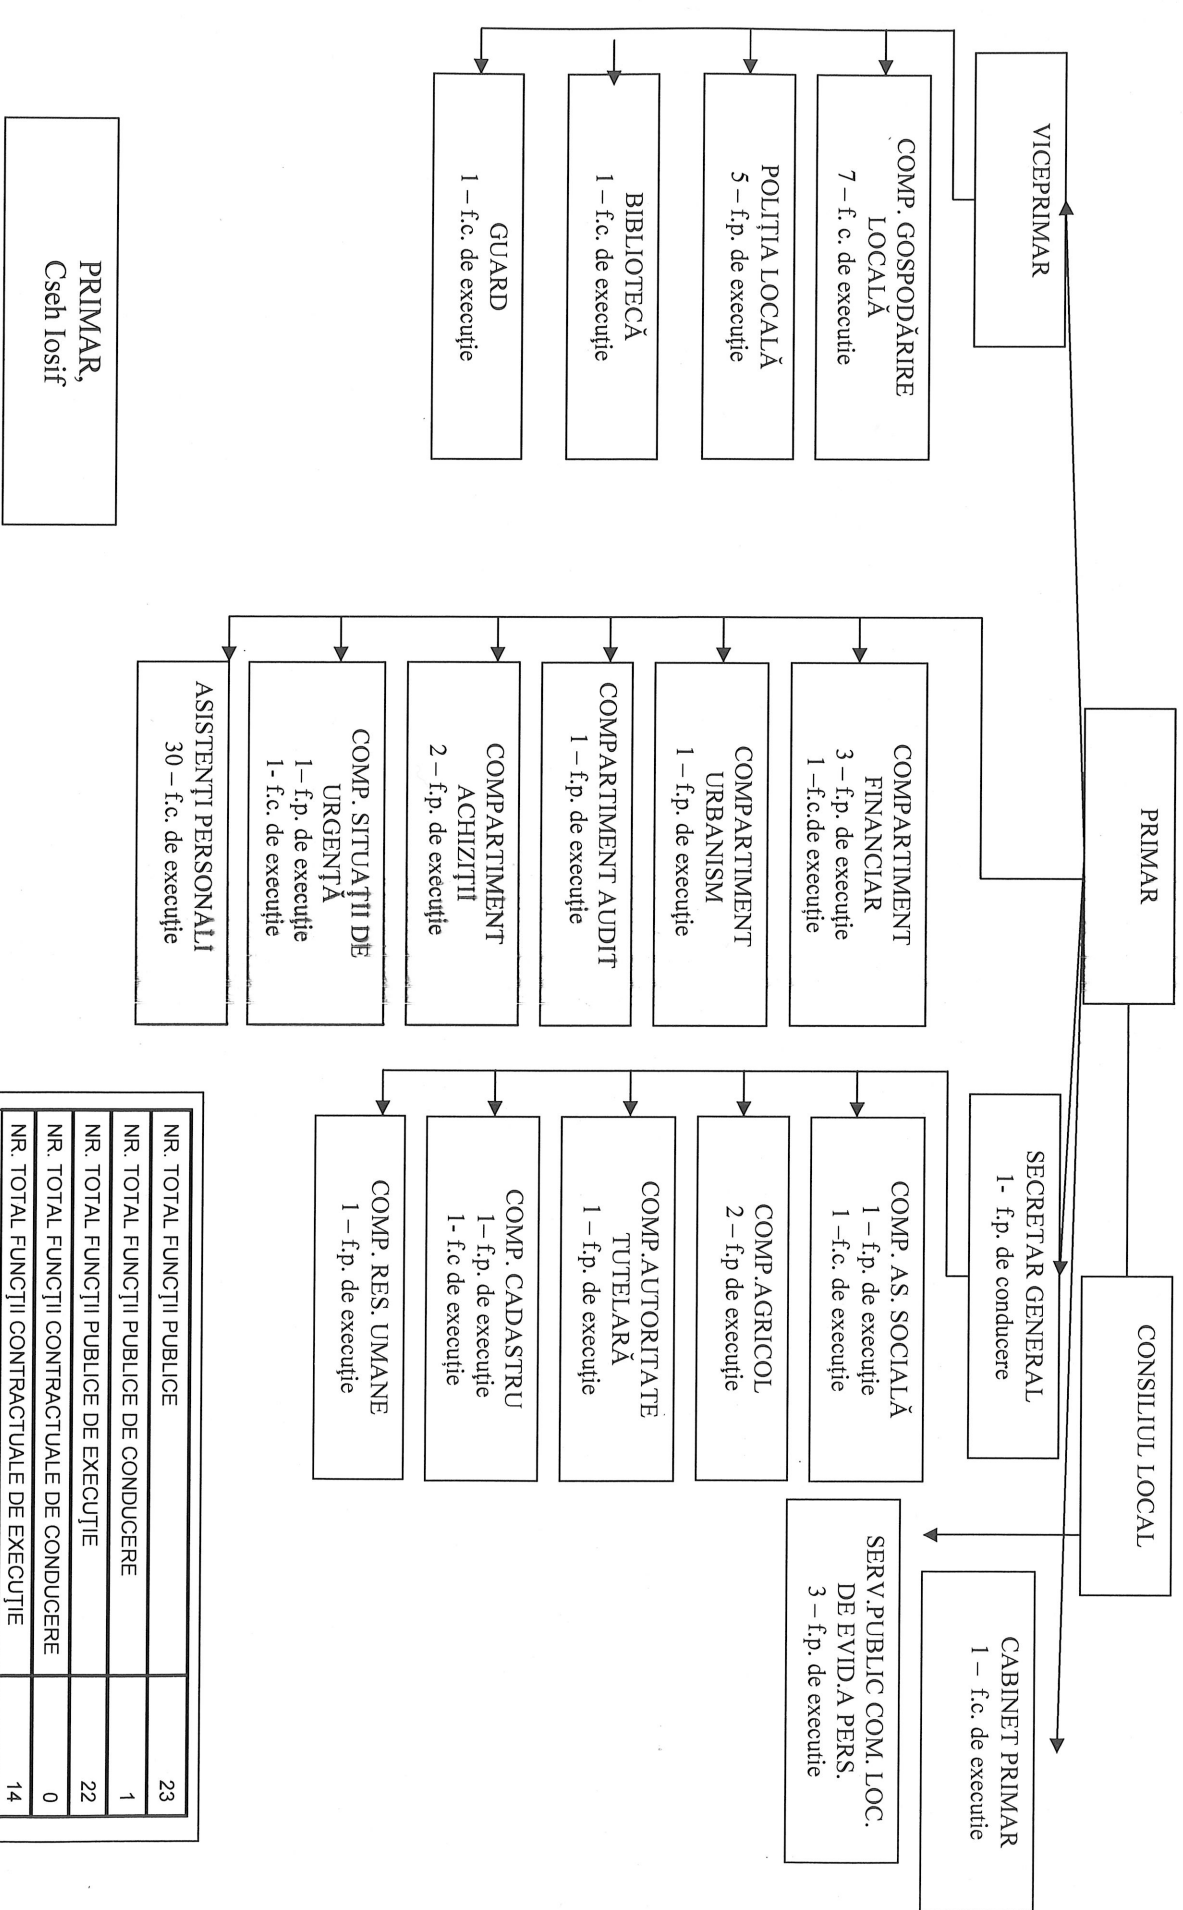 PRIMAR
CONSILIUL LOCAL
VICEPRIMAR
SECRETAR GENERAL
1- f.p. de conducere
CABINET PRIMAR
1 – f.c. de executie
COMP. GOSPODĂRIRE
LOCALĂ
7 – f. c. de executie
POLIȚIA LOCALĂ
5 – f.p. de execuție
BIBLIOTECĂ
1 – f.c. de execuție
GUARD
1 – f.c. de execuție
COMPARTIMENT
FINANCIAR
3 – f.p. de execuție
1 –f.c.de execuție
COMPARTIMENT
URBANISM
1 – f.p. de execuție
COMPARTIMENT AUDIT
1 – f.p. de execuție
COMPARTIMENT
ACHIZIȚII
2 – f.p. de execuție
COMP. SITUAȚII DE
URGENȚĂ
1– f.p. de execuție
1- f.c. de execuție
ASISTENȚI PERSONALI
30 – f.c. de execuție
COMP. AS. SOCIALĂ
1 – f.p. de execuție
1 –f.c. de execuție
COMP.AGRICOL
2 – f.p de execuție
COMP.AUTORITATE
TUTELARĂ
1 – f.p. de execuție
COMP. CADASTRU
1– f.p. de execuție
1- f.c de execuție
COMP. RES. UMANE
1 – f.p. de execuție
SERV.PUBLIC COM. LOC.
DE EVID.A PERS.
3 – f.p. de executie
PRIMAR,
Cseh Iosif
NR. TOTAL FUNCȚII PUBLICE 23
NR. TOTAL FUNCȚII PUBLICE DE CONDUCERE 1
NR. TOTAL FUNCȚII PUBLICE DE EXECUȚIE 22
NR. TOTAL FUNCȚII CONTRACTUALE DE CONDUCERE 0
NR. TOTAL FUNCȚII CONTRACTUALE DE EXECUȚIE 14